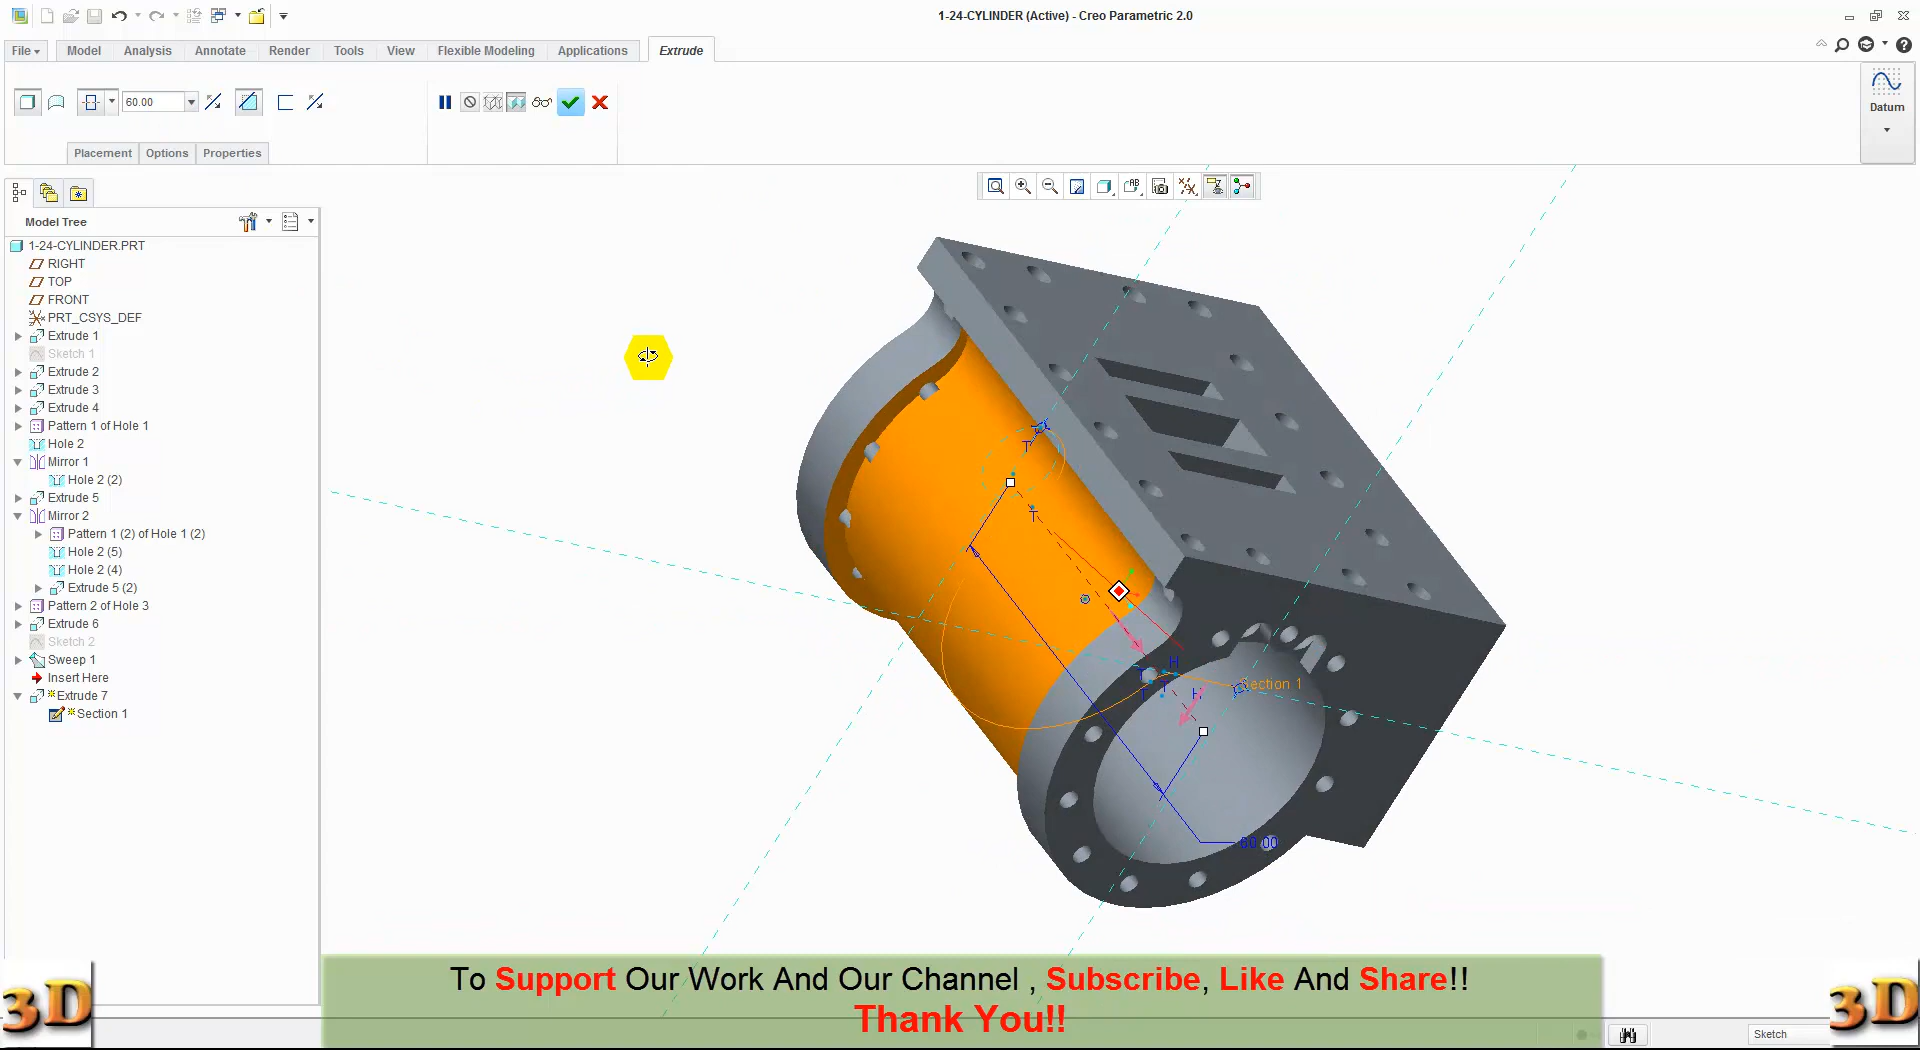 1-24-CYLINDER (Active) - Creo Parametric 2.0
File Model Analysis Annotate Render Tools View Flexible Modeling Applications Extrude
60.00
Datum
Placement Options Properties
Model Tree
1-24-CYLINDER.PRT
RIGHT
TOP
FRONT
PRT_CSYS_DEF
Extrude 1
Sketch 1
Extrude 2
Extrude 3
Extrude 4
Pattern 1 of Hole 1
Hole 2
Mirror 1
Hole 2 (2)
Extrude 5
Mirror 2
Pattern 1 (2) of Hole 1 (2)
Hole 2 (5)
Hole 2 (4)
Extrude 5 (2)
Pattern 2 of Hole 3
Extrude 6
Sketch 2
Sweep 1
Insert Here
Extrude 7
Section 1
T
T
H
T
H
Section 1
60.00
To Support Our Work And Our Channel , Subscribe, Like And Share!!
Thank You!!
3D
3D
Sketch